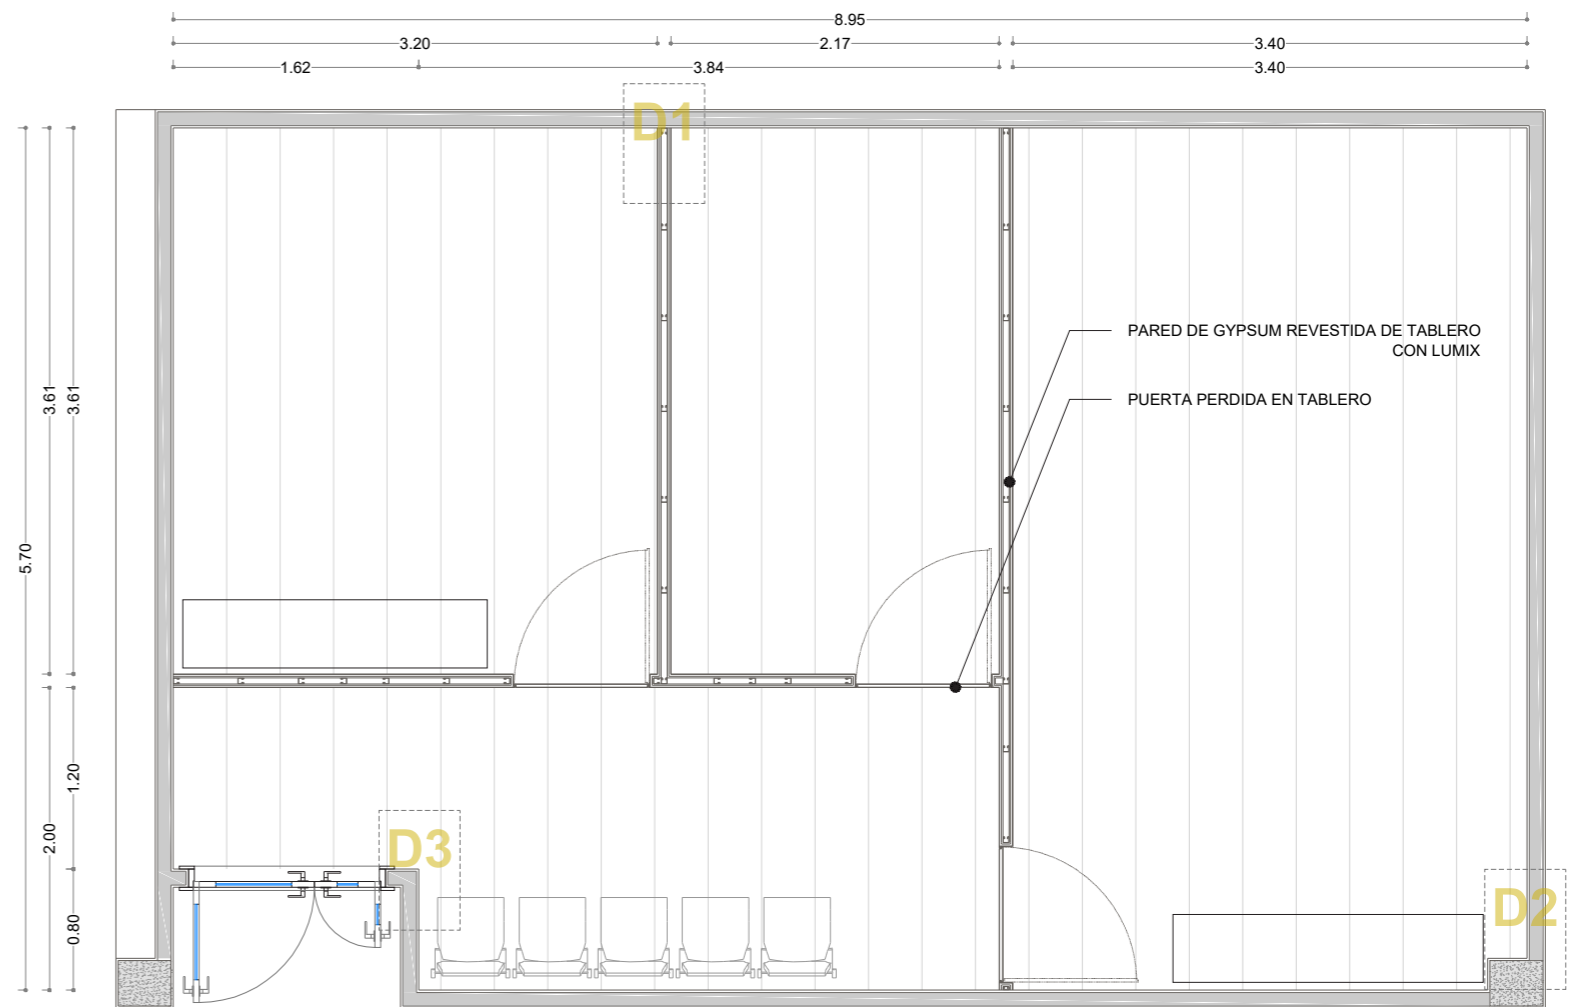 8.95
3.20 2.17 3.40
1.62 3.84 3.40
D1
5.70
3.61
3.61
PARED DE GYPSUM REVESTIDA DE TABLERO
CON LUMIX
PUERTA PERDIDA EN TABLERO
2.00
1.20
0.80
D3
D2